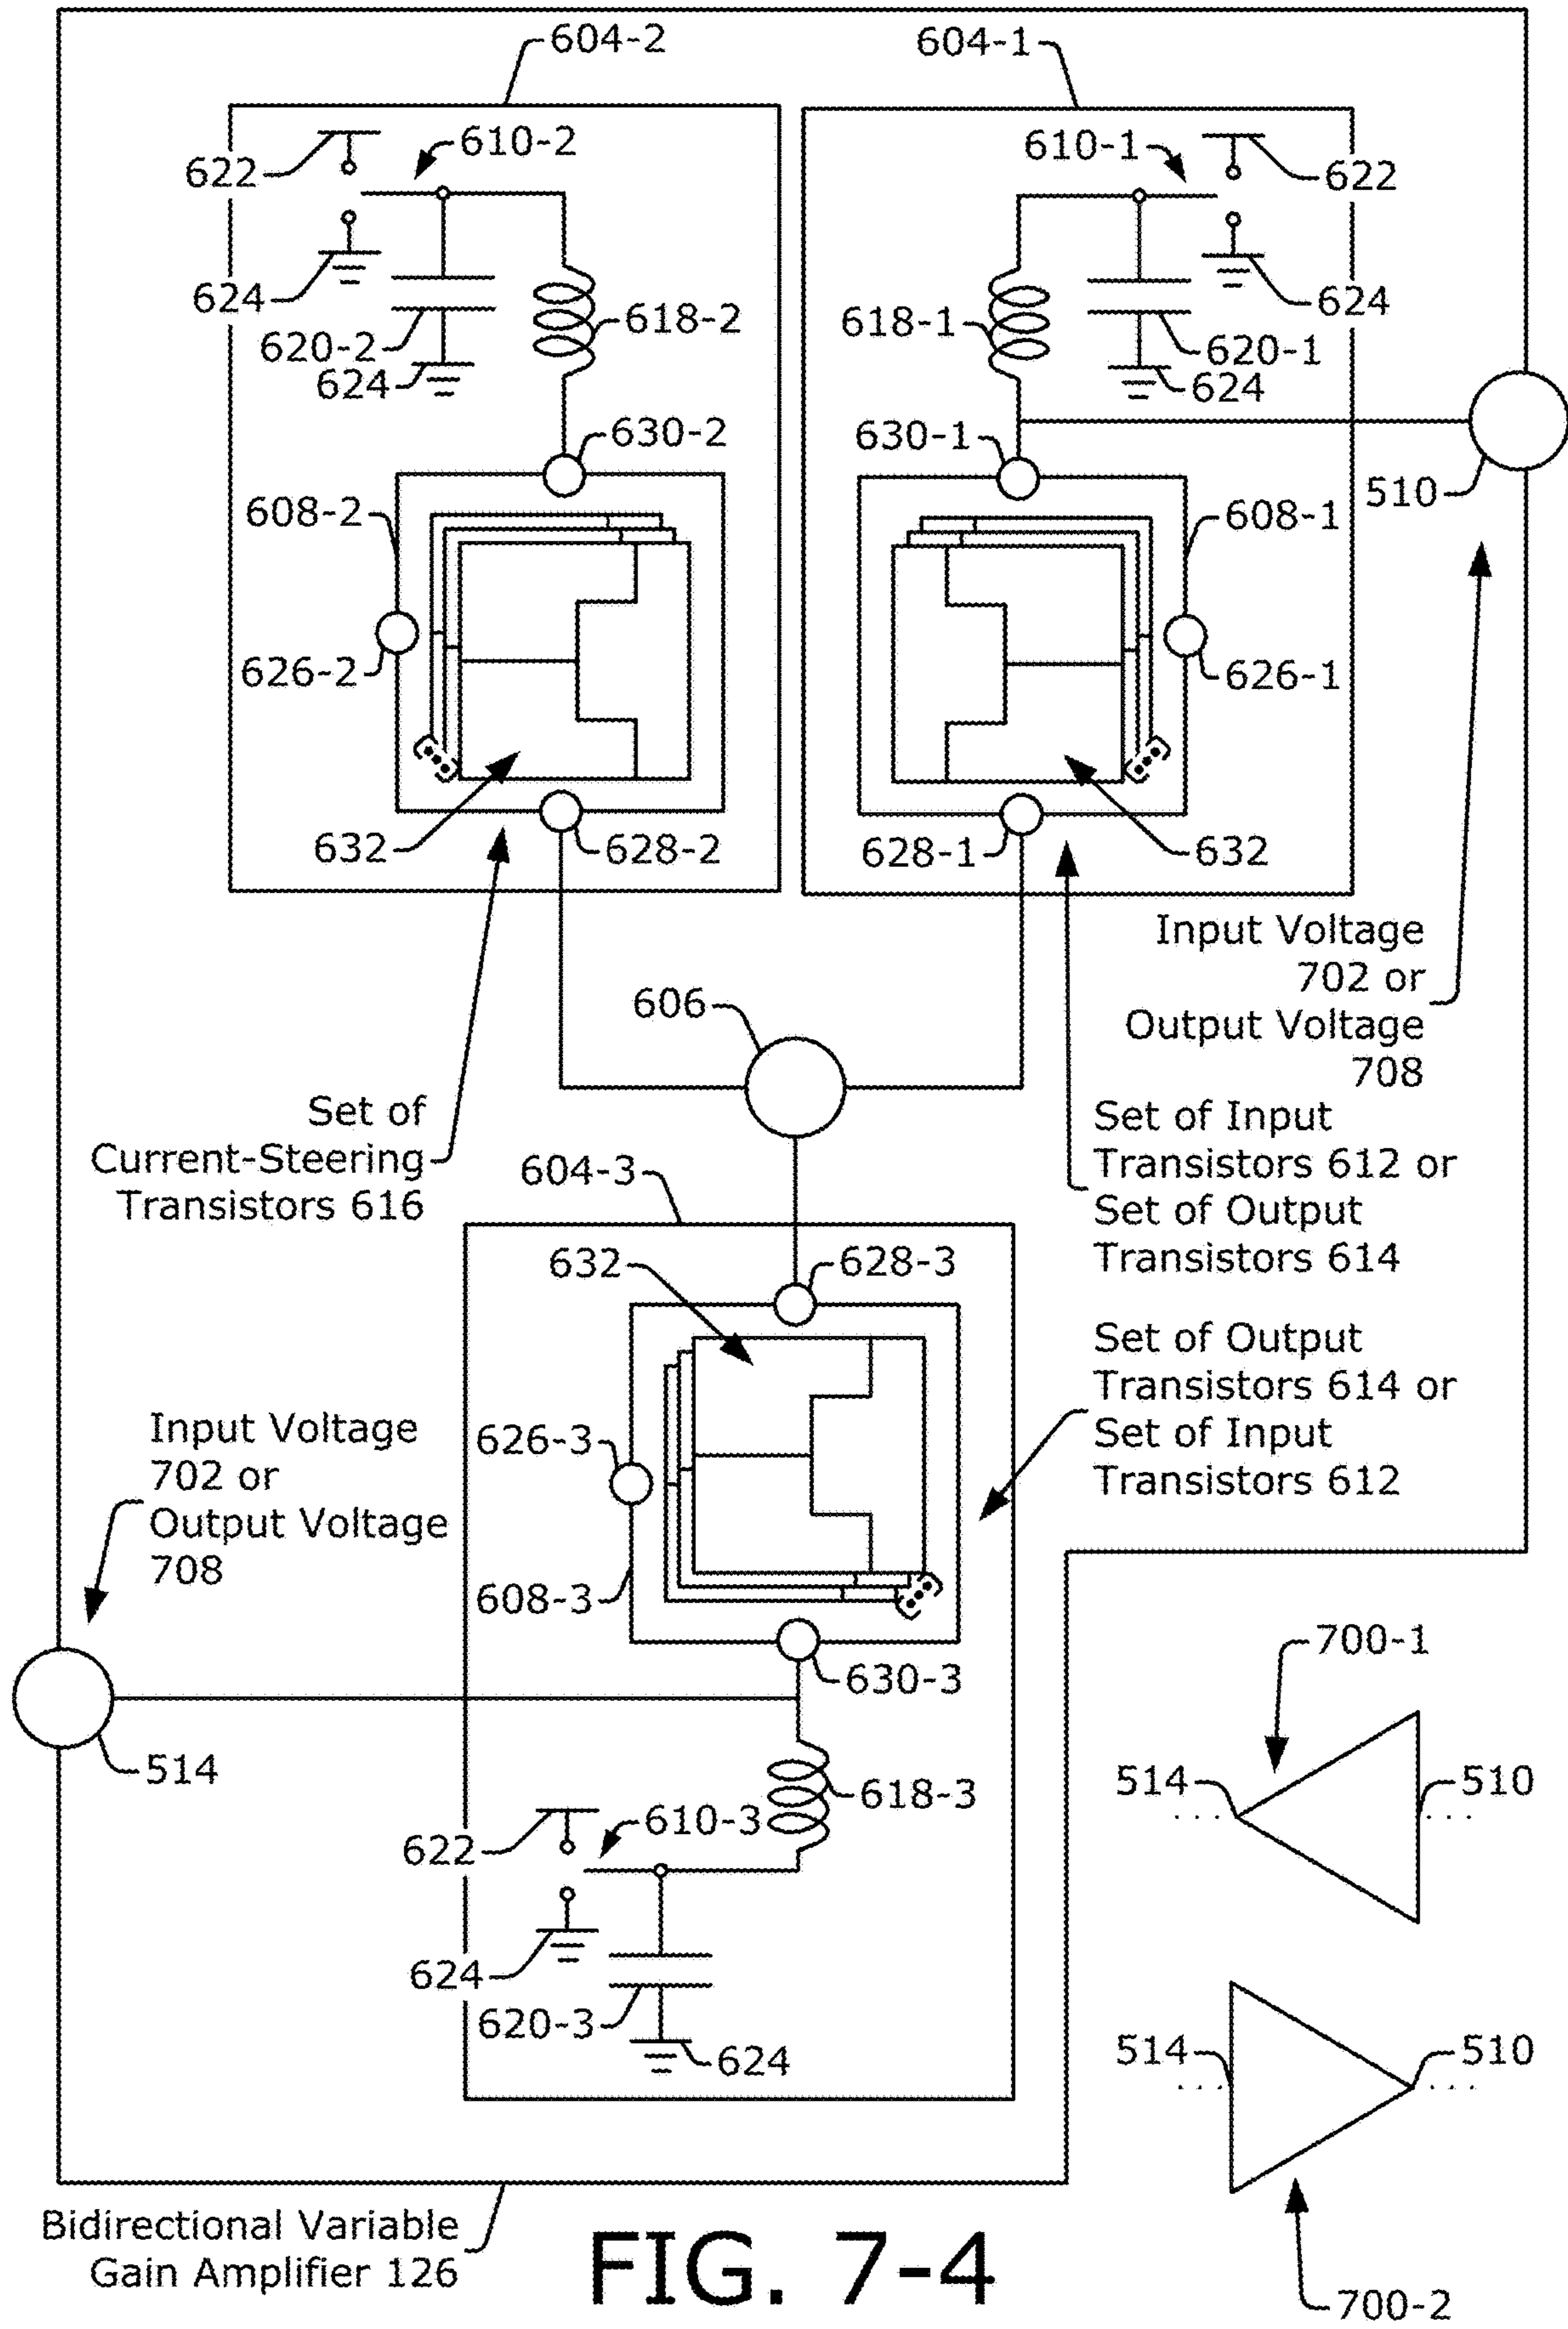 604-2
604-1
610-2
610-1
622
622
624
624
620-2
618-2
618-1
620-1
624
624
630-2
630-1
510
608-2
608-1
626-2
626-1
632
628-2
628-1
632
Input Voltage
702 or
Output Voltage
708
606
Set of
Current-Steering
Transistors 616
Set of Input
Transistors 612 or
Set of Output
Transistors 614
604-3
632
628-3
Set of Output
Transistors 614 or
Set of Input
Transistors 612
Input Voltage
702 or
Output Voltage
708
626-3
608-3
630-3
514
700-1
514
510
618-3
610-3
622
624
620-3
624
514
510
Bidirectional Variable
Gain Amplifier 126
FIG. 7-4
700-2